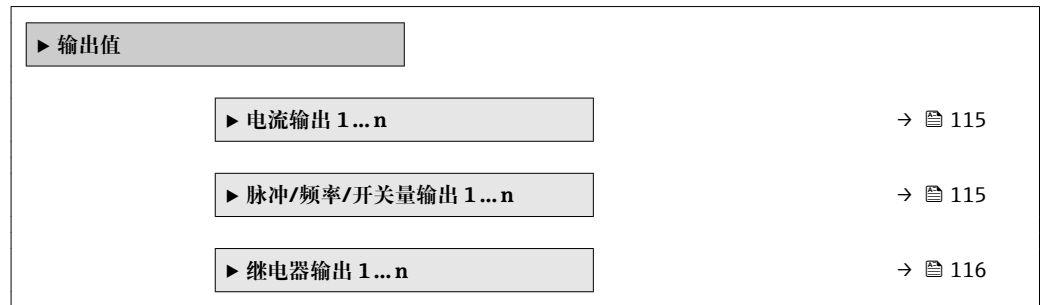 ▶ 输出值
▶ 电流输出 1…n → 🖹 115
▶ 脉冲/频率/开关量输出 1…n → 🖹 115
▶ 继电器输出 1…n → 🖹 116